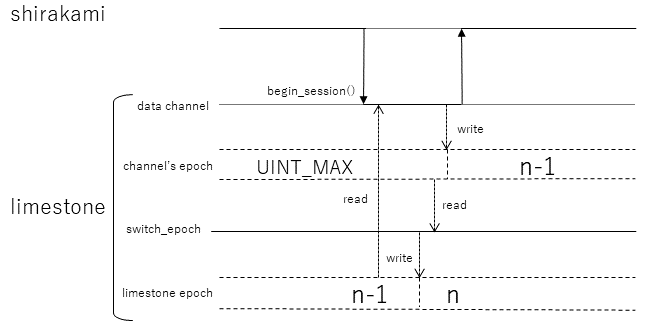 shirakami
begin_session()
data channel
write
channel's epoch
UINT_MAX
n-1
limestone
read
read
switch_epoch
write
limestone epoch
n-1
n